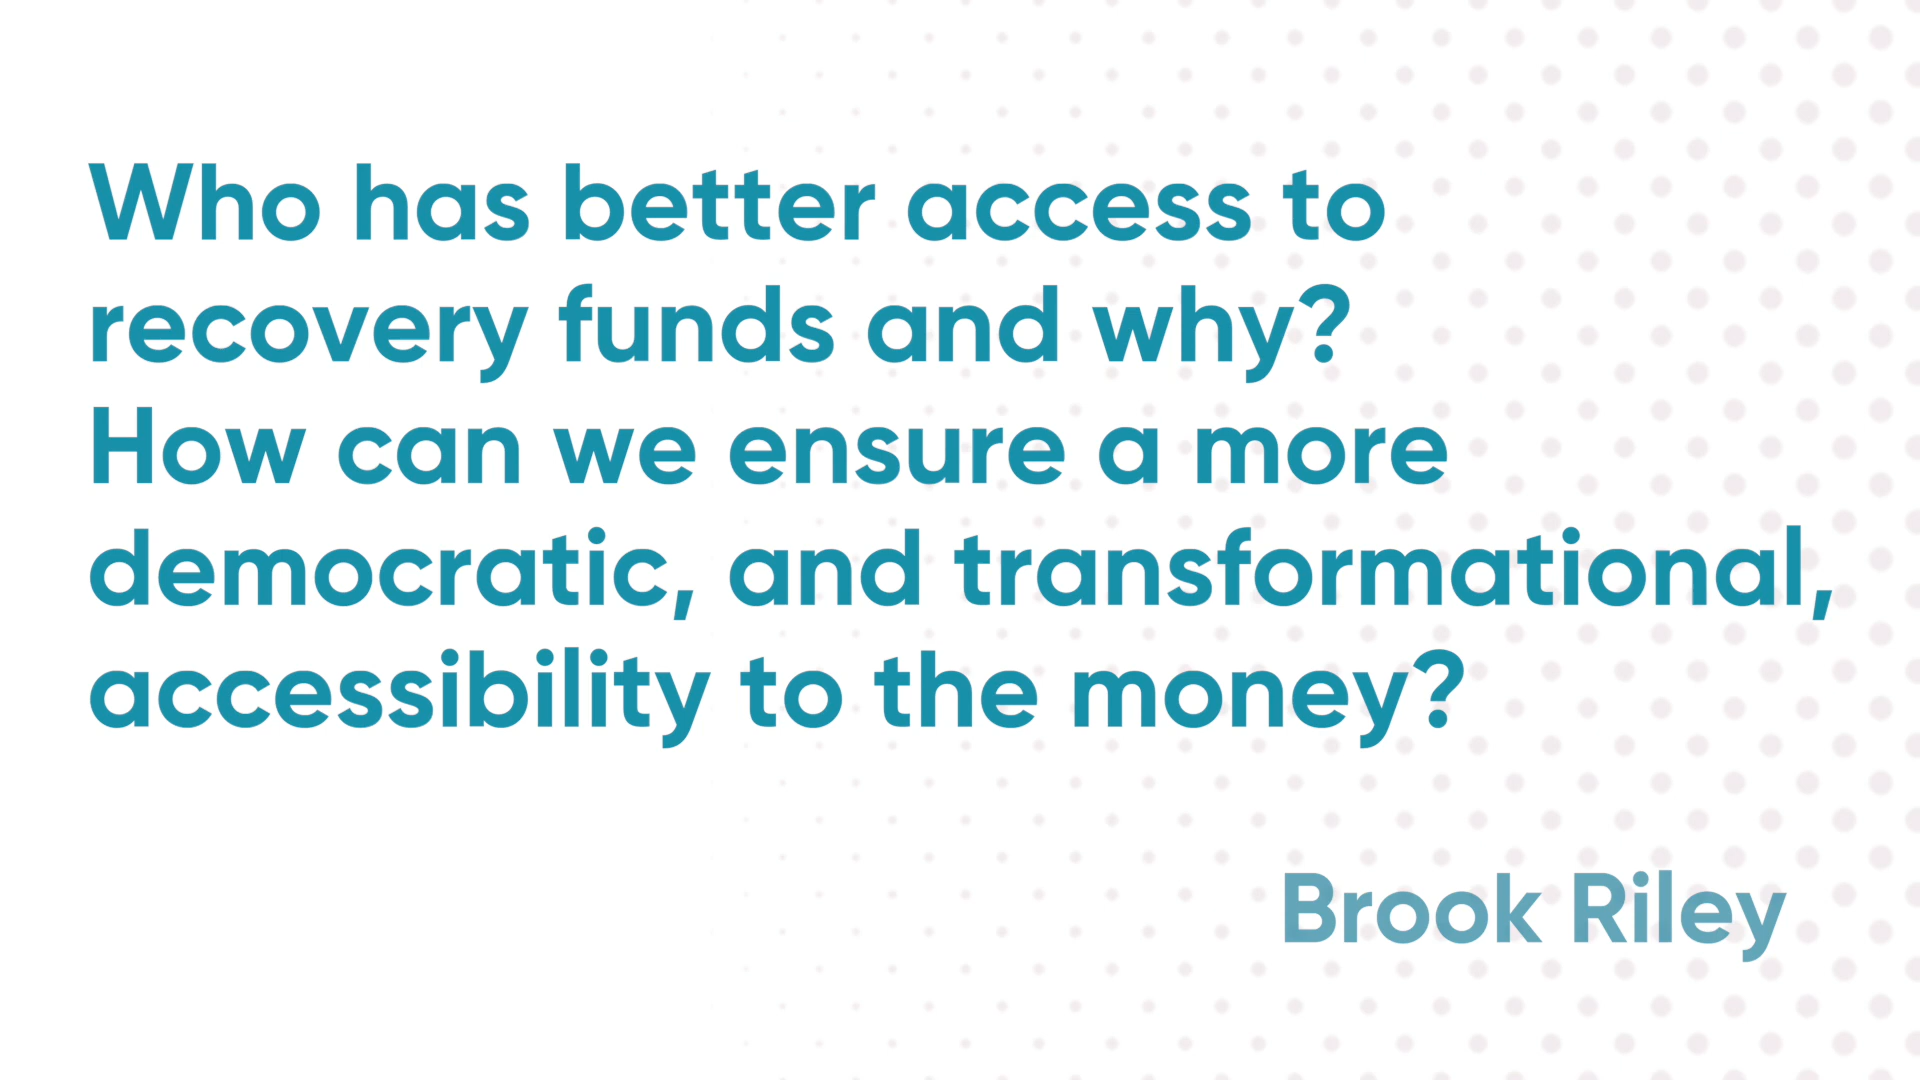 Who has better access to
recovery funds and why?
How can we ensure a more
democratic, and transformational,
accessibility to the money?
Brook Riley